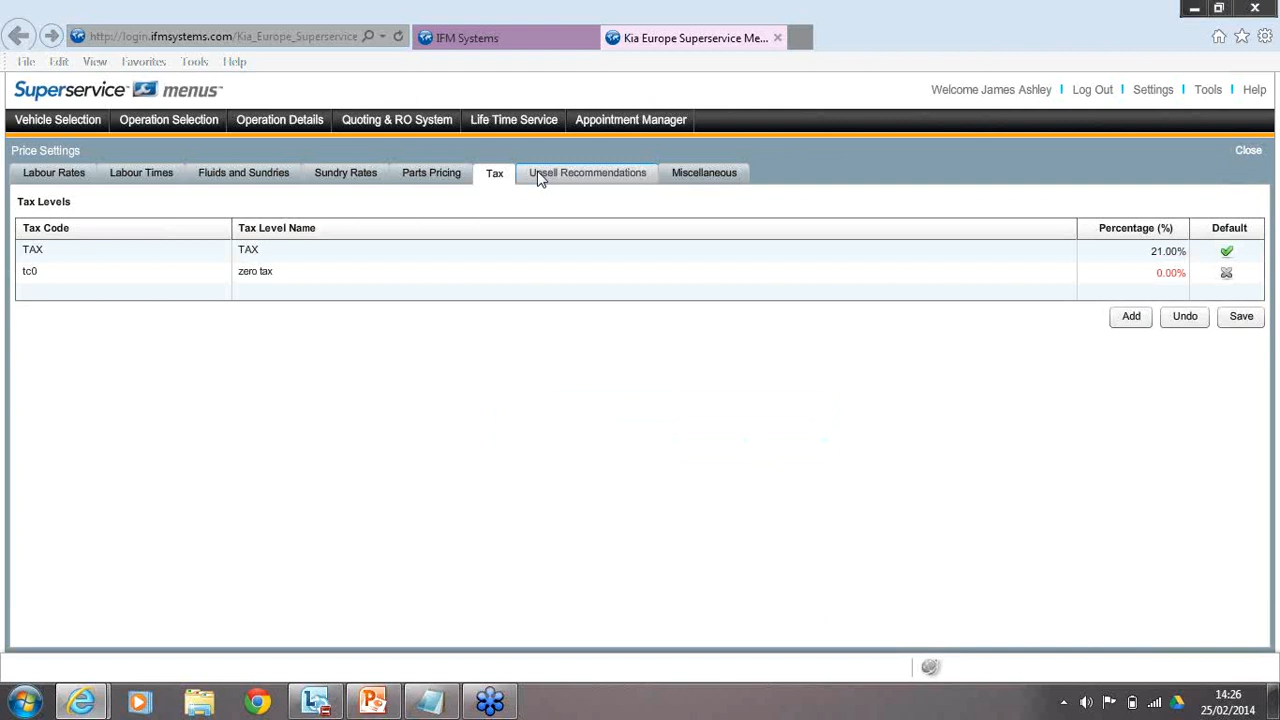 http://login.ifmsystems.com/Kia_Europe_Superservice
IFM Systems
Kia Europe Superservice Me...
File Edit View Favorites Tools Help
Superservice menus
Welcome James Ashley | Log Out | Settings | Tools | Help
Vehicle Selection Operation Selection Operation Details Quoting & RO System Life Time Service Appointment Manager
Price Settings Close
Labour Rates Labour Times Fluids and Sundries Sundry Rates Parts Pricing Tax Upsell Recommendations Miscellaneous
Tax Levels
Tax Code Tax Level Name Percentage (%) Default
TAX TAX 21.00%
tc0 zero tax 0.00%
Add Undo Save
14:26
25/02/2014